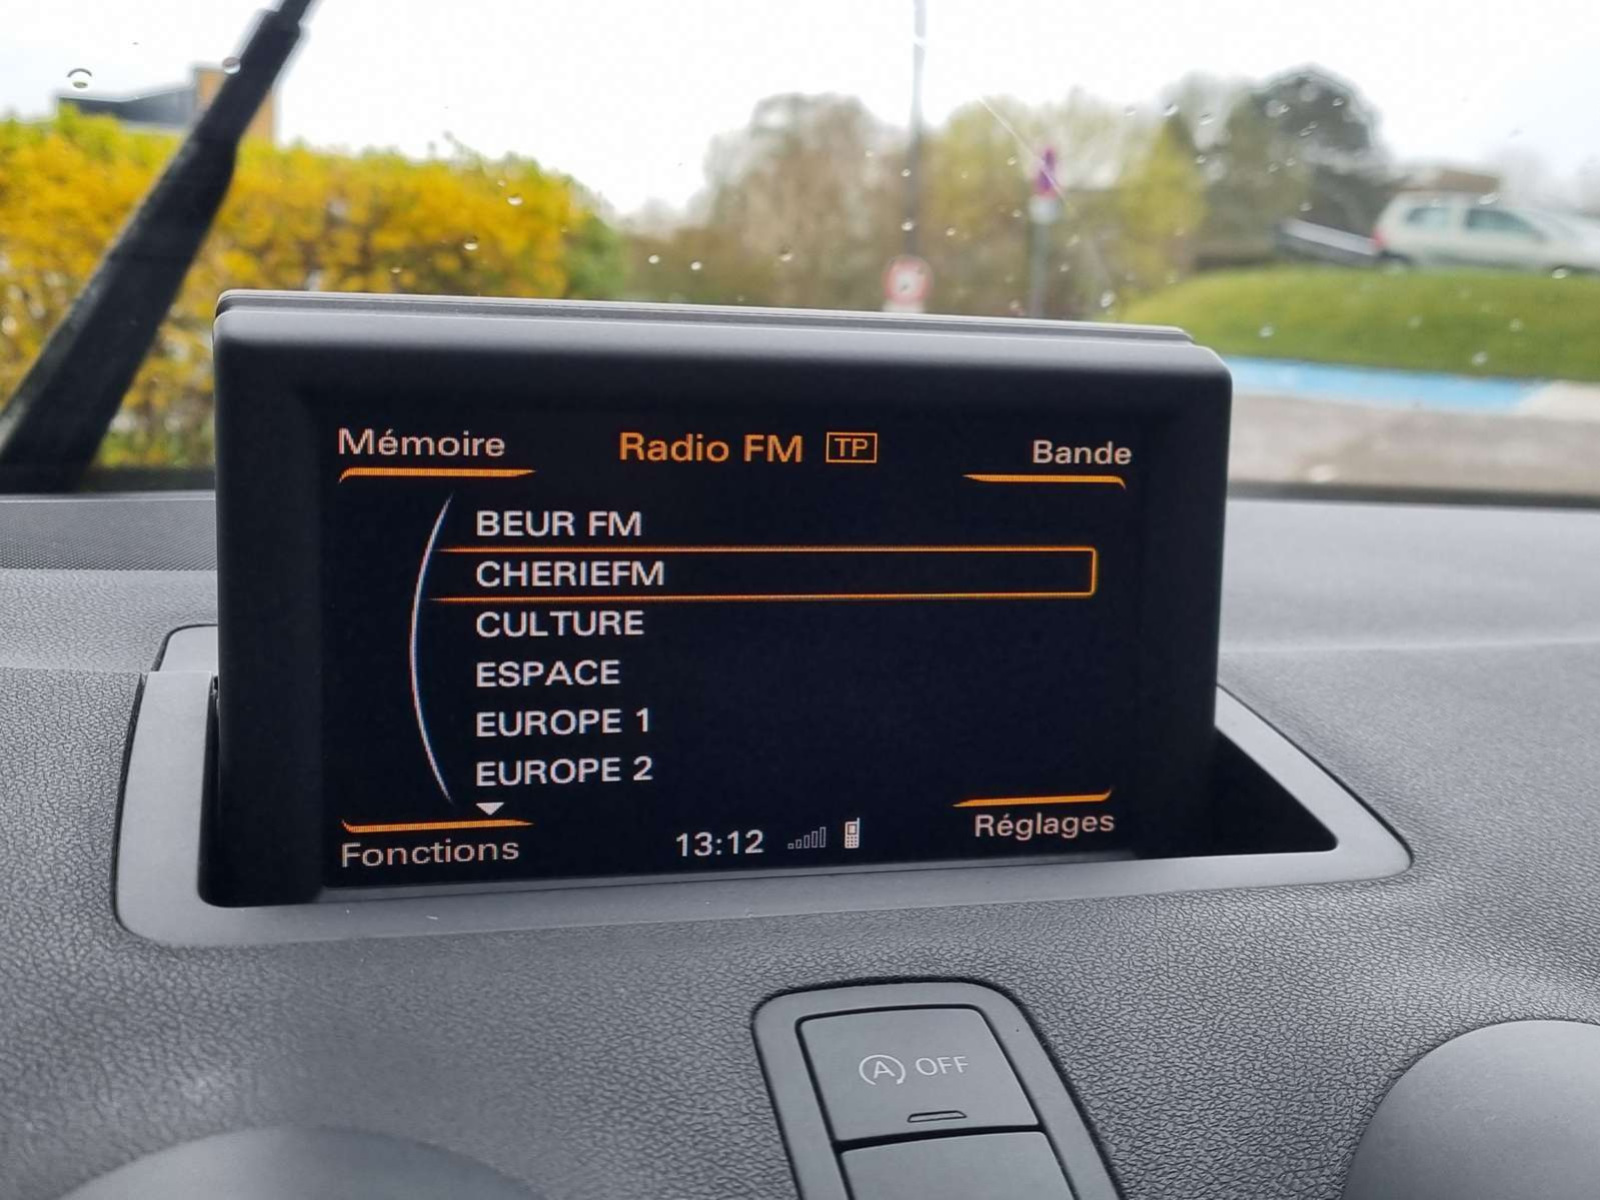 Mémoire
Radio FM TP
Bande
BEUR FM
CHERIEFM
CULTURE
ESPACE
EUROPE 1
EUROPE 2
Fonctions
13:12
Réglages
A OFF